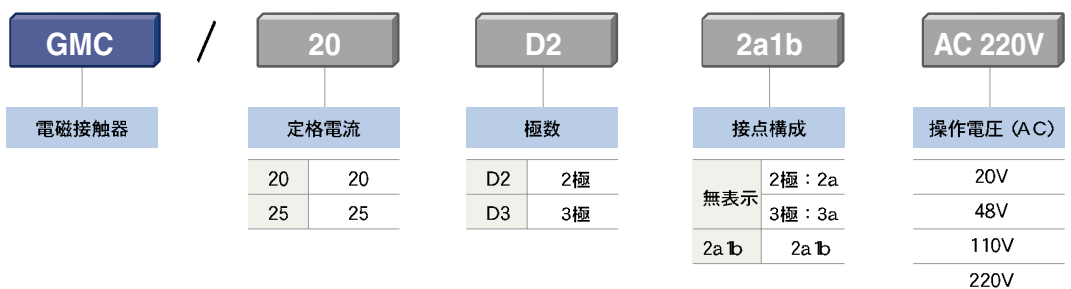 GMC / 20 D2 2a1b AC 220V
電磁接触器 定格電流 極数 接点構成 操作電圧（AC）
20 20 D2 2極 無表示 2極：2a 20V
25 25 D3 3極 3極：3a 48V
2a1b 2a1b 110V
220V